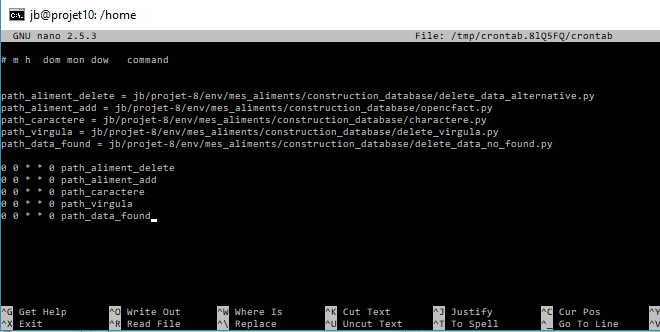 jb@projet10: /home
GNU nano 2.5.3 File: /tmp/crontab.8lQ5FQ/crontab
# m h dom mon dow command
path_aliment_delete = jb/projet-8/env/mes_aliments/construction_database/delete_data_alternative.py
path_aliment_add = jb/projet-8/env/mes_aliments/construction_database/opencfact.py
path_caractere = jb/projet-8/env/mes_aliments/construction_database/charactere.py
path_virgula = jb/projet-8/env/mes_aliments/construction_database/delete_virgula.py
path_data_found = jb/projet-8/env/mes_aliments/construction_database/delete_data_no_found.py
0 0 * * 0 path_aliment_delete
0 0 * * 0 path_aliment_add
0 0 * * 0 path_caractere
0 0 * * 0 path_virgula
0 0 * * 0 path_data_found
^G Get Help ^O Write Out ^W Where Is ^K Cut Text ^J Justify ^C Cur Pos ^Y
^X Exit ^R Read File ^\ Replace ^U Uncut Text ^T To Spell ^_ Go To Line ^V